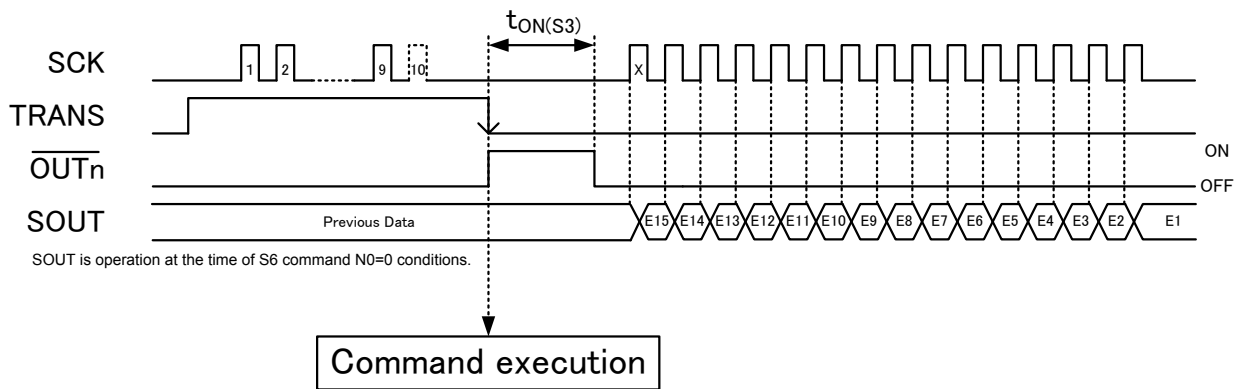 tON(S3)
SCK
1 2 9 10 X
TRANS
OUTn
ON
OFF
SOUT
Previous Data E15 E14 E13 E12 E11 E10 E9 E8 E7 E6 E5 E4 E3 E2 E1
SOUT is operation at the time of S6 command N0=0 conditions.
Command execution